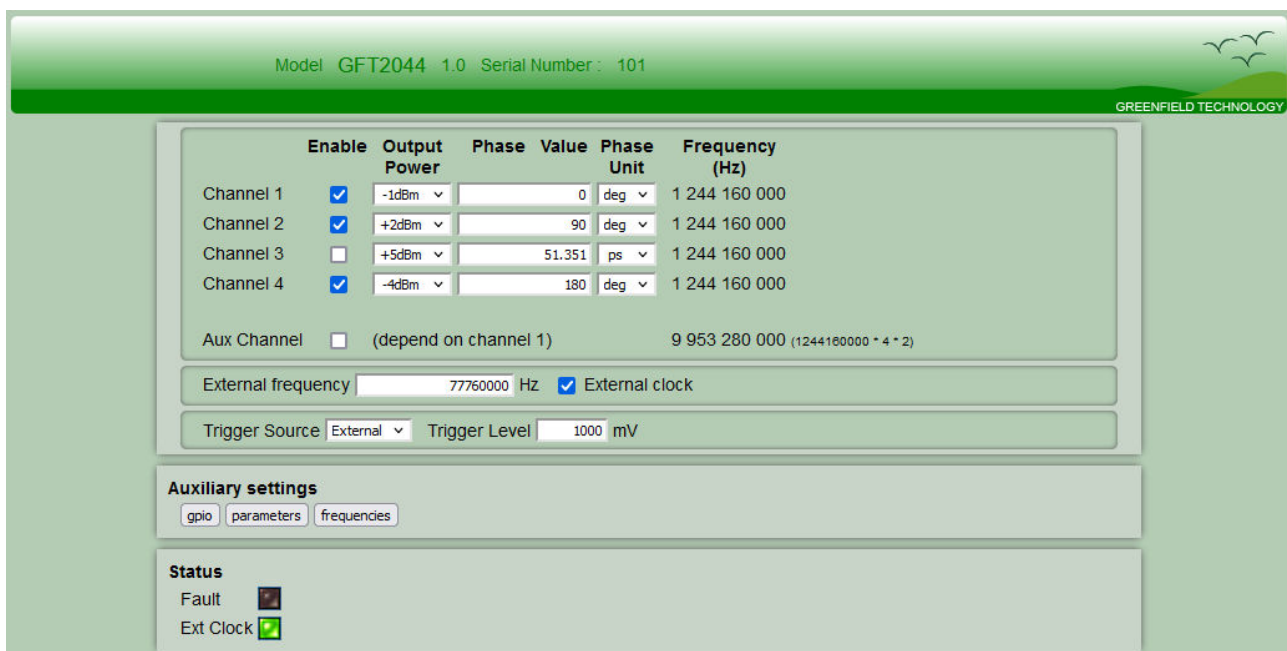 Model GFT2044 1.0 Serial Number : 101
GREENFIELD TECHNOLOGY
Enable Output Power Phase Value Phase Unit Frequency (Hz)
Channel 1 -1dBm 0 deg 1 244 160 000
Channel 2 +2dBm 90 deg 1 244 160 000
Channel 3 +5dBm 51.351 ps 1 244 160 000
Channel 4 -4dBm 180 deg 1 244 160 000
Aux Channel (depend on channel 1) 9 953 280 000 (1244160000 * 4 * 2)
External frequency 77760000 Hz External clock
Trigger Source External Trigger Level 1000 mV
Auxiliary settings
gpio parameters frequencies
Status
Fault
Ext Clock